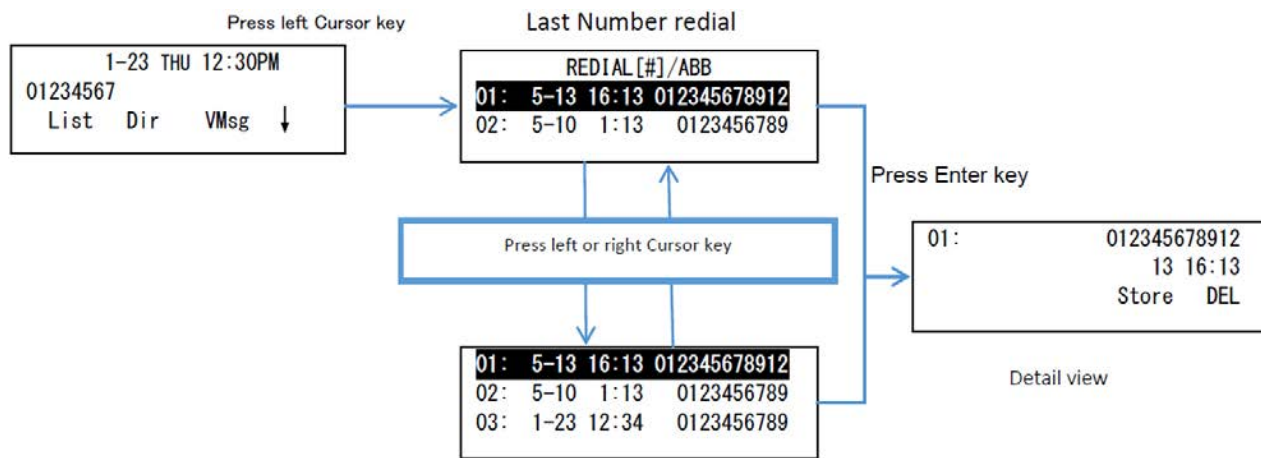 Press left Cursor key
1-23 THU 12:30PM
01234567
List Dir VMsg ↓
Last Number redial
REDIAL[#]/ABB
01: 5-13 16:13 012345678912
02: 5-10 1:13 0123456789
Press left or right Cursor key
01: 5-13 16:13 012345678912
02: 5-10 1:13 0123456789
03: 1-23 12:34 0123456789
Press Enter key
01: 012345678912
13 16:13
Store DEL
Detail view